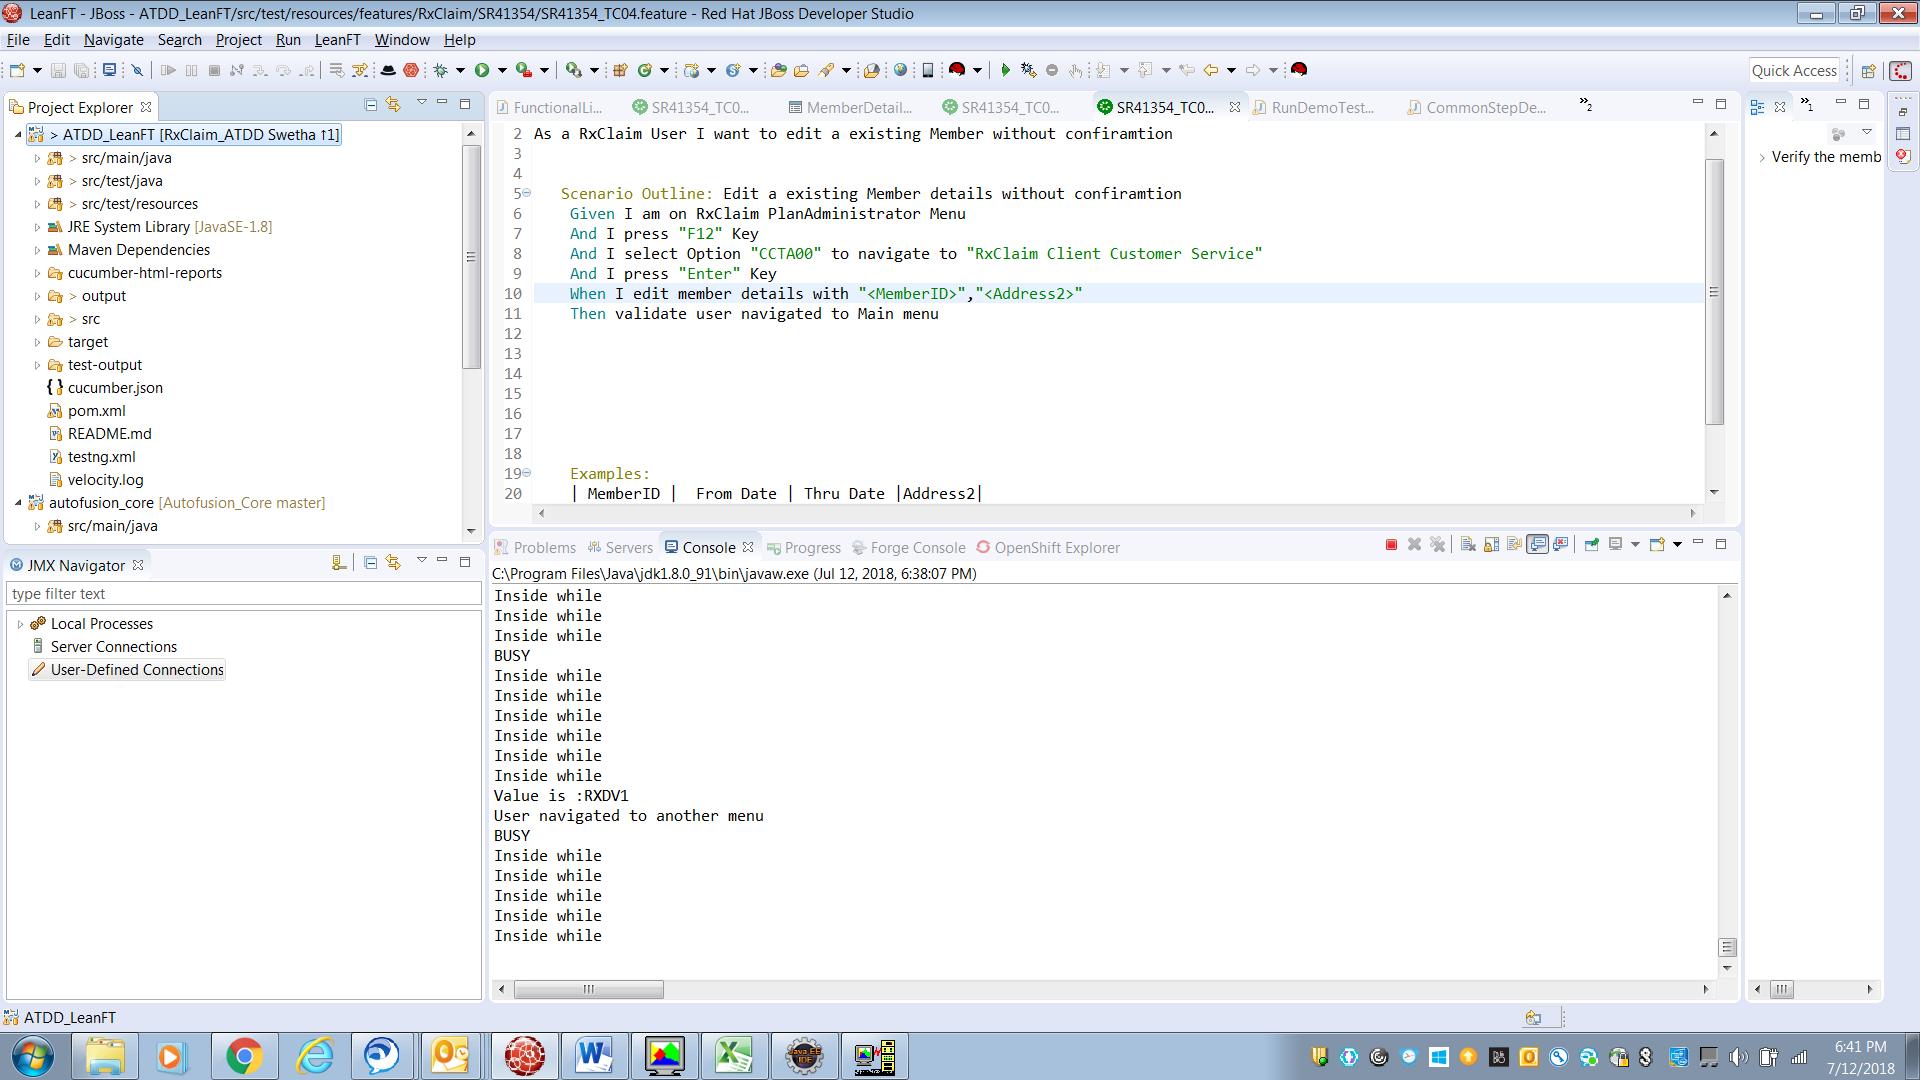 LeanFT - JBoss - ATDD_LeanFT/src/test/resources/features/RxClaim/SR41354/SR41354_TC04.feature - Red Hat JBoss Developer Studio
File Edit Navigate Search Project Run LeanFT Window Help
Quick Access
Project Explorer
> ATDD_LeanFT [RxClaim_ATDD Swetha ↑1]
> src/main/java
> src/test/java
> src/test/resources
JRE System Library [JavaSE-1.8]
Maven Dependencies
cucumber-html-reports
> output
> src
target
test-output
cucumber.json
pom.xml
README.md
testng.xml
velocity.log
autofusion_core [Autofusion_Core master]
src/main/java
FunctionalLi... SR41354_TC0... MemberDetail... SR41354_TC0... SR41354_TC0... RunDemoTest... CommonStepDe... »2
2 As a RxClaim User I want to edit a existing Member without confiramtion
3
4
5 Scenario Outline: Edit a existing Member details without confiramtion
6 Given I am on RxClaim PlanAdministrator Menu
7 And I press "F12" Key
8 And I select Option "CCTA00" to navigate to "RxClaim Client Customer Service"
9 And I press "Enter" Key
10 When I edit member details with "<MemberID>","<Address2>"
11 Then validate user navigated to Main menu
12
13
14
15
16
17
18
19 Examples:
20 | MemberID |  From Date | Thru Date |Address2|
»1
Verify the memb
JMX Navigator
type filter text
Local Processes
Server Connections
User-Defined Connections
Problems Servers Console Progress Forge Console OpenShift Explorer
C:\Program Files\Java\jdk1.8.0_91\bin\javaw.exe (Jul 12, 2018, 6:38:07 PM)
Inside while
Inside while
Inside while
BUSY
Inside while
Inside while
Inside while
Inside while
Inside while
Inside while
Value is :RXDV1
User navigated to another menu
BUSY
Inside while
Inside while
Inside while
Inside while
Inside while
ATDD_LeanFT
6:41 PM
7/12/2018